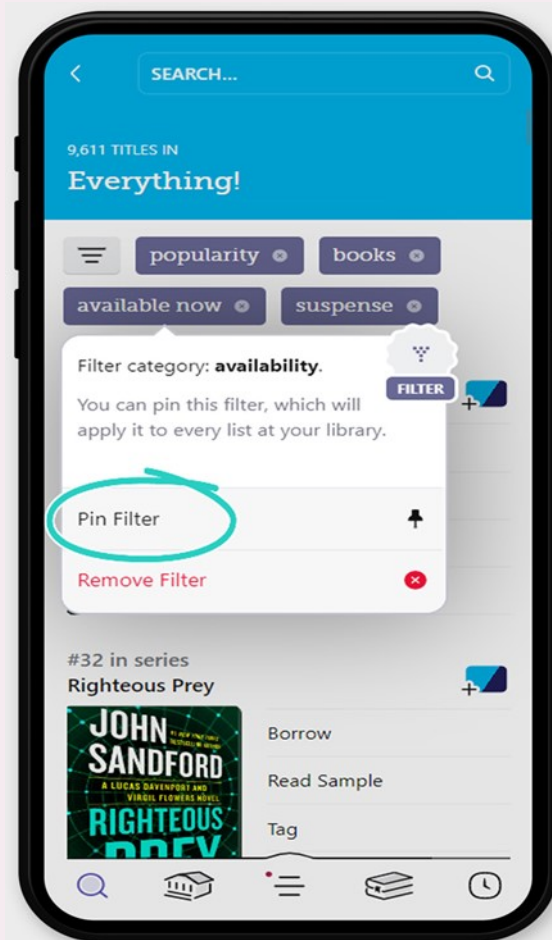 SEARCH...
9,611 TITLES IN
Everything!
popularity
books
available now
suspense
Filter category: availability.
FILTER
You can pin this filter, which will
apply it to every list at your library.
Pin Filter
Remove Filter
#32 in series
Righteous Prey
JOHN
SANDFORD
A LUCAS DAVENPORT AND
VIRGIL FLOWERS NOVEL
RIGHTEOUS
PREY
Borrow
Read Sample
Tag